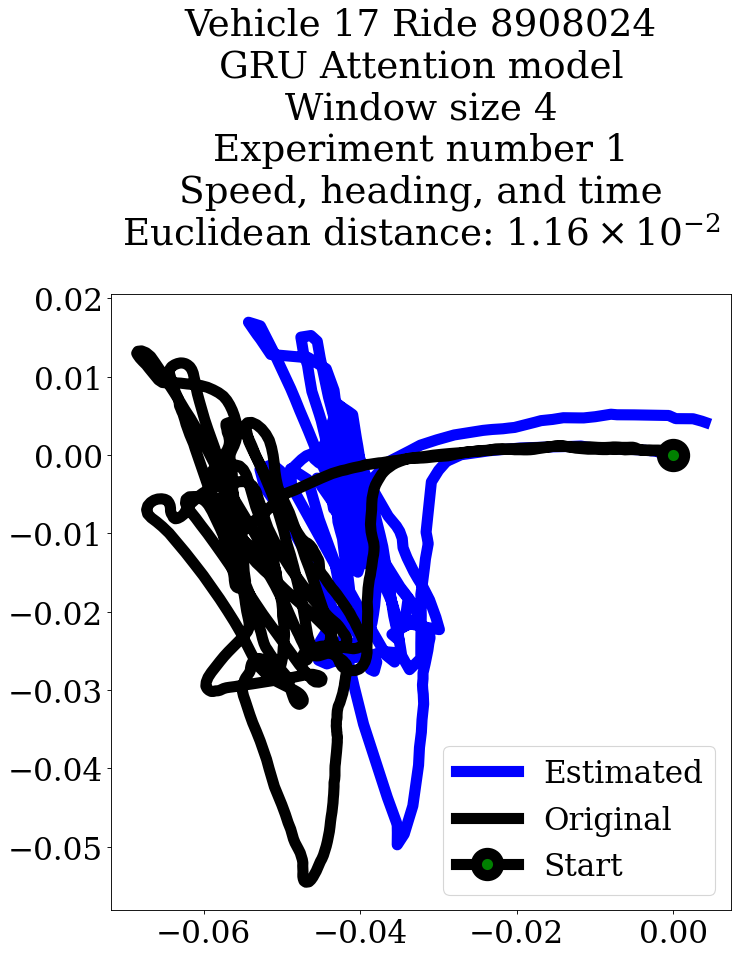 Vehicle 17 Ride 8908024
GRU Attention model
Window size 4
Experiment number 1
Speed, heading, and time
Euclidean distance: 1.16 × 10⁻²
0.02
0.01
0.00
−0.01
−0.02
−0.03
−0.04
−0.05
Estimated
Original
Start
−0.06
−0.04
−0.02
0.00